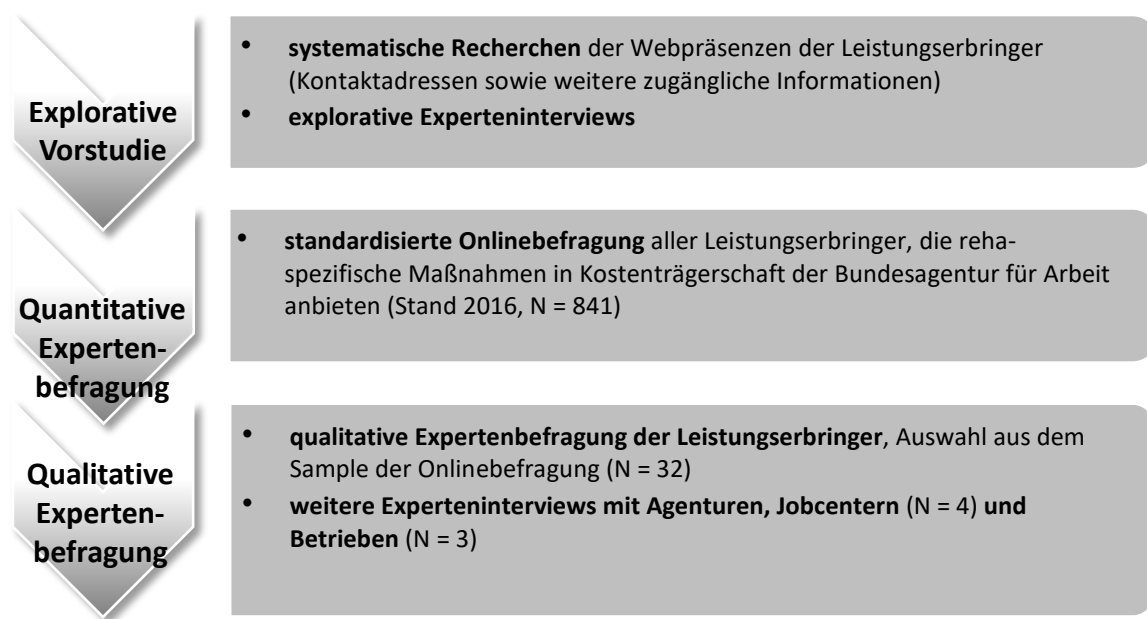 Explorative
Vorstudie
• systematische Recherchen der Webpräsenzen der Leistungserbringer
(Kontaktadressen sowie weitere zugängliche Informationen)
• explorative Experteninterviews
Quantitative
Experten-
befragung
• standardisierte Onlinebefragung aller Leistungserbringer, die reha-
spezifische Maßnahmen in Kostenträgerschaft der Bundesagentur für Arbeit
anbieten (Stand 2016, N = 841)
Qualitative
Experten-
befragung
• qualitative Expertenbefragung der Leistungserbringer, Auswahl aus dem
Sample der Onlinebefragung (N = 32)
• weitere Experteninterviews mit Agenturen, Jobcentern (N = 4) und
Betrieben (N = 3)